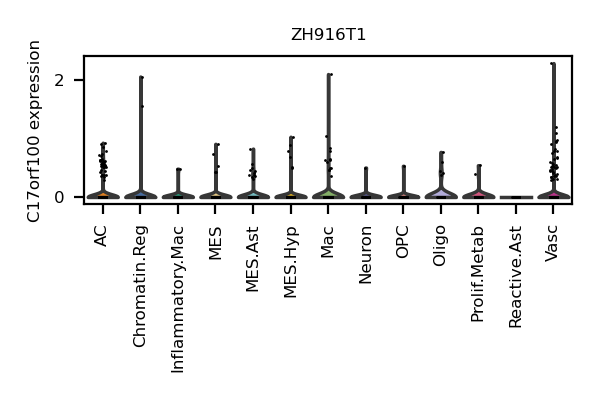 ZH916T1
C17orf100 expression
2
0
AC
Chromatin.Reg
Inflammatory.Mac
MES
MES.Ast
MES.Hyp
Mac
Neuron
OPC
Oligo
Prolif.Metab
Reactive.Ast
Vasc